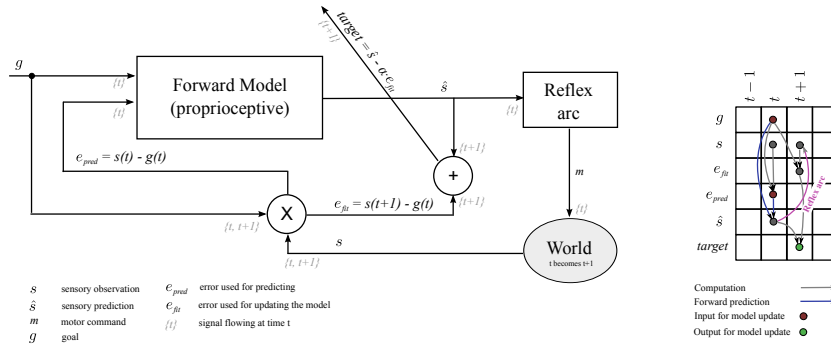 target = ŝ - α·e_fit
{t+1}
g
{t}
Forward Model
(proprioceptive)
{t}
ŝ
{t}
Reflex
arc
e_pred = s(t) - g(t)
{t+1}
m
+
e_fit = s(t+1) - g(t)
{t+1}
X
{t, t+1}
{t}
s
{t, t+1}
World
t becomes t+1
s sensory observation
ŝ sensory prediction
m motor command
g goal
e_pred error used for predicting
e_fit error used for updating the model
{t} signal flowing at time t
t−1 t t+1
g
s
e_fit
e_pred
ŝ
target
Reflex arc
Computation
Forward prediction
Input for model update
Output for model update